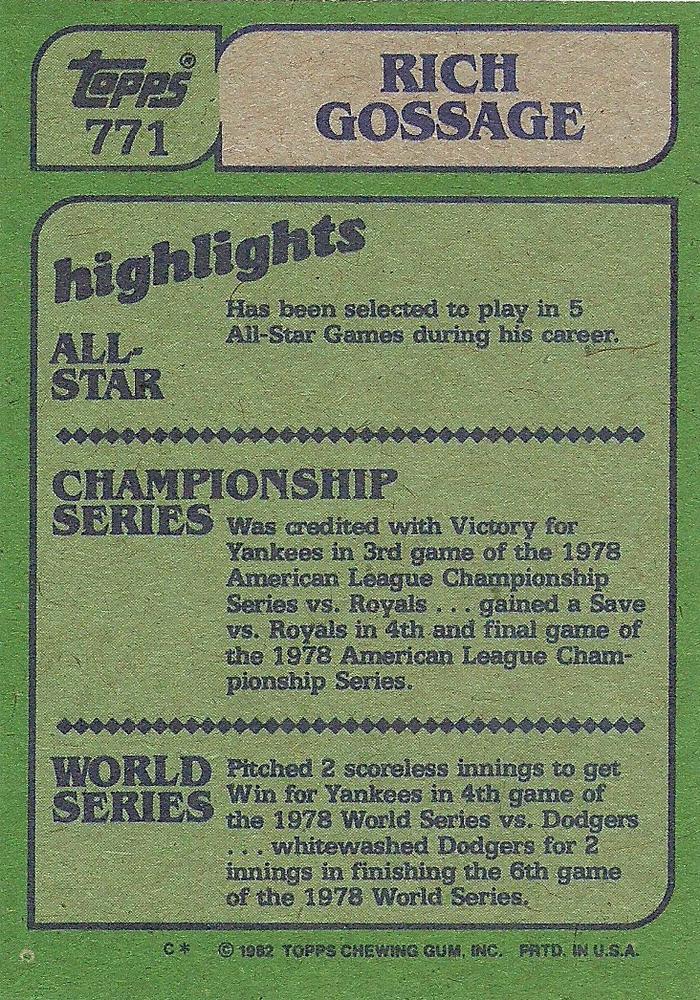 Topps®
771
RICH
GOSSAGE
highlights
ALL-
STAR
Has been selected to play in 5
All-Star Games during his career.
CHAMPIONSHIP
SERIES
Was credited with Victory for
Yankees in 3rd game of the 1978
American League Championship
Series vs. Royals . . . gained a Save
vs. Royals in 4th and final game of
the 1978 American League Cham-
pionship Series.
WORLD
SERIES
Pitched 2 scoreless innings to get
Win for Yankees in 4th game of
the 1978 World Series vs. Dodgers
. . . whitewashed Dodgers for 2
innings in finishing the 6th game
of the 1978 World Series.
C* © 1982 TOPPS CHEWING GUM, INC. PRTD. IN U.S.A.